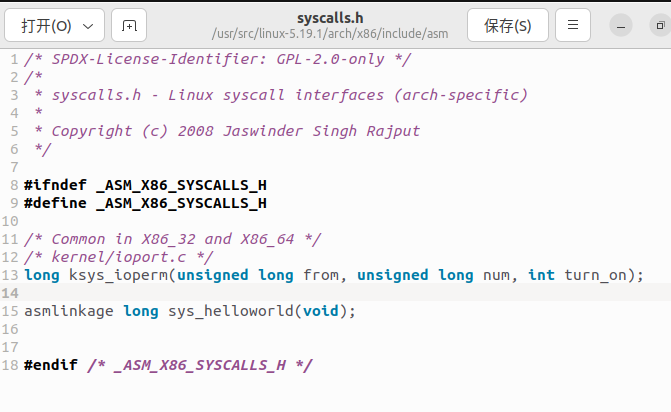 打开(O)
syscalls.h
/usr/src/linux-5.19.1/arch/x86/include/asm
保存(S)
1 /* SPDX-License-Identifier: GPL-2.0-only */
2 /*
3  * syscalls.h - Linux syscall interfaces (arch-specific)
4  *
5  * Copyright (c) 2008 Jaswinder Singh Rajput
6  */
7
8 #ifndef _ASM_X86_SYSCALLS_H
9 #define _ASM_X86_SYSCALLS_H
10
11 /* Common in X86_32 and X86_64 */
12 /* kernel/ioport.c */
13 long ksys_ioperm(unsigned long from, unsigned long num, int turn_on);
14
15 asmlinkage long sys_helloworld(void);
16
17
18 #endif /* _ASM_X86_SYSCALLS_H */